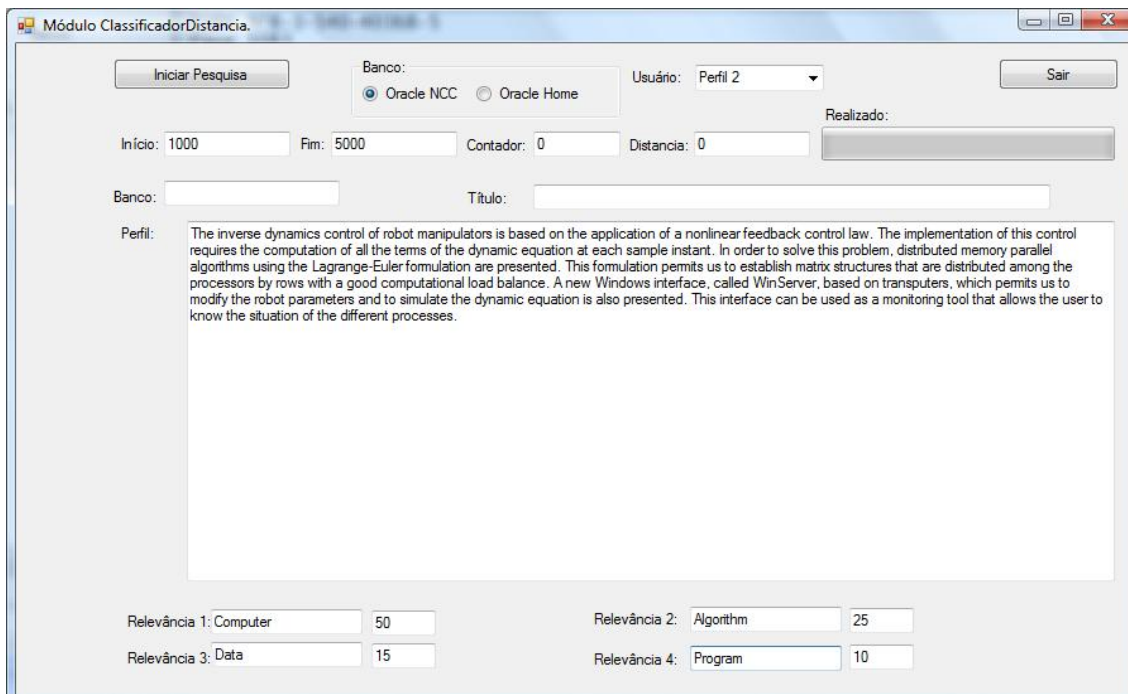 Módulo ClassificadorDistancia.
Iniciar Pesquisa
Banco:
Oracle NCC Oracle Home
Usuário: Perfil 2
Sair
Realizado:
Início: 1000 Fim: 5000 Contador: 0 Distancia: 0
Banco: Título:
Perfil: The inverse dynamics control of robot manipulators is based on the application of a nonlinear feedback control law. The implementation of this control
requires the computation of all the terms of the dynamic equation at each sample instant. In order to solve this problem, distributed memory parallel
algorithms using the Lagrange-Euler formulation are presented. This formulation permits us to establish matrix structures that are distributed among the
processors by rows with a good computational load balance. A new Windows interface, called WinServer, based on transputers, which permits us to
modify the robot parameters and to simulate the dynamic equation is also presented. This interface can be used as a monitoring tool that allows the user to
know the situation of the different processes.
Relevância 1: Computer 50 Relevância 2: Algorithm 25
Relevância 3: Data 15 Relevância 4: Program 10